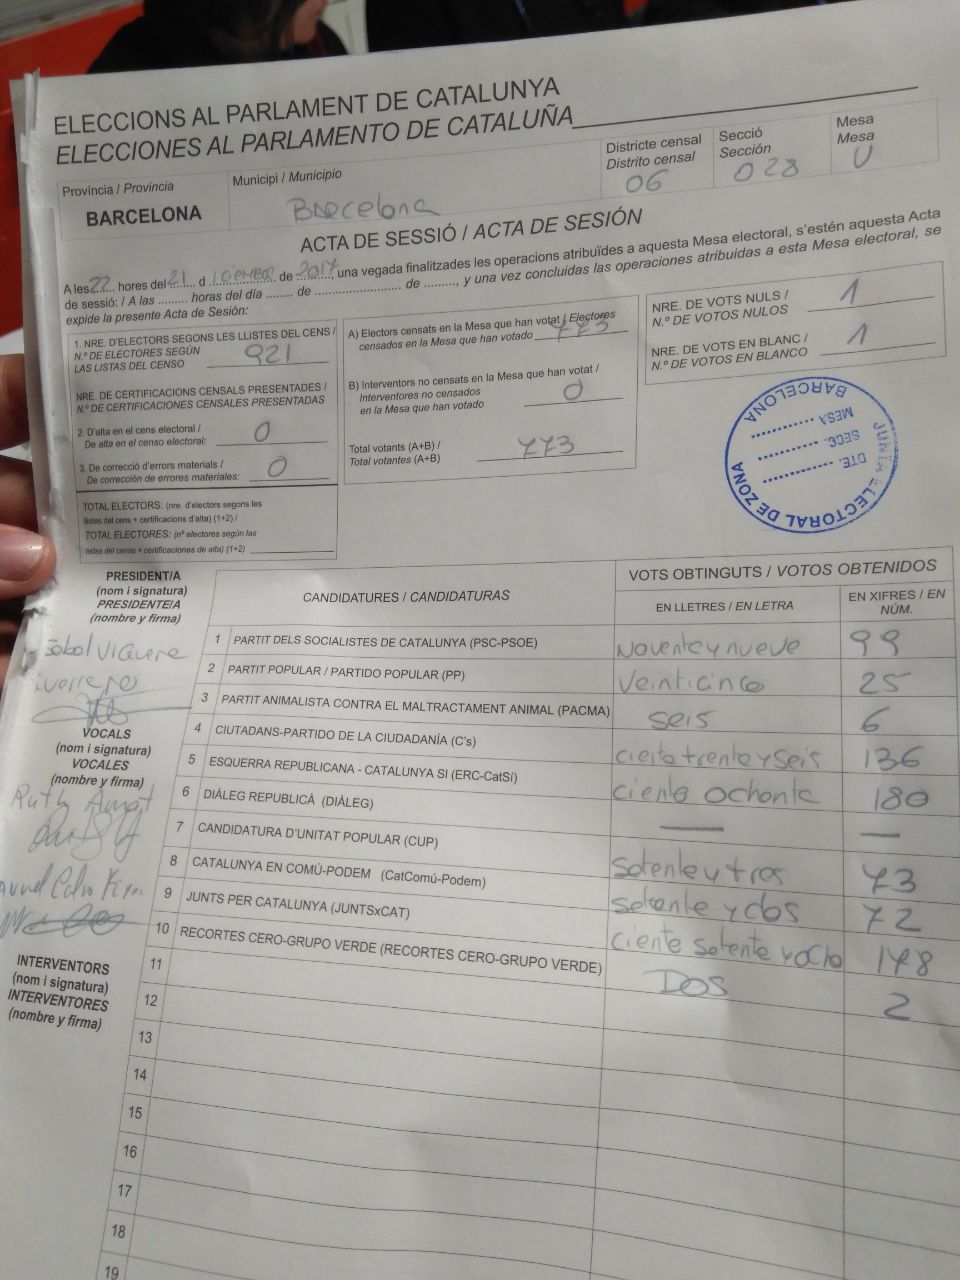 ELECCIONS AL PARLAMENT DE CATALUNYA
ELECCIONES AL PARLAMENTO DE CATALUÑA
Província / Provincia
BARCELONA
Municipi / Municipio
Barcelona
Districte censal
Distrito censal
06
Secció
Sección
028
Mesa
Mesa
U
ACTA DE SESSIÓ / ACTA DE SESIÓN
A les 22 hores del 21 d iciembre de 2017, una vegada finalitzades les operacions atribuïdes a aquesta Mesa electoral, s'estén aquesta Acta
de sessió: / A las ......... horas del día ........ de ......................... de ........., y una vez concluidas las operaciones atribuidas a esta Mesa electoral, se
expide la presente Acta de Sesión:
1. NRE. D'ELECTORS SEGONS LES LLISTES DEL CENS /
N.º DE ELECTORES SEGÚN
LAS LISTAS DEL CENSO 921
NRE. DE CERTIFICACIONS CENSALS PRESENTADES /
N.º DE CERTIFICACIONES CENSALES PRESENTADAS
2. D'alta en el cens electoral /
De alta en el censo electoral: 0
3. De correcció d'errors materials /
De corrección de errores materiales: 0
TOTAL ELECTORS: (nre. d'electors segons les
llistes del cens + certificacions d'alta) (1+2) /
TOTAL ELECTORES: (nº electores según las
listas del censo + certificaciones de alta) (1+2)
A) Electors censats en la Mesa que han votat / Electores
censados en la Mesa que han votado 773
B) Interventors no censats en la Mesa que han votat /
Interventores no censados
en la Mesa que han votado 0
Total votants (A+B) /
Total votantes (A+B) 773
NRE. DE VOTS NULS /
N.º DE VOTOS NULOS 1
NRE. DE VOTS EN BLANC /
N.º DE VOTOS EN BLANCO 1
JUNTA ELECTORAL DE ZONA
BARCELONA
DTE.
SECC.
MESA
PRESIDENT/A
(nom i signatura)
PRESIDENTE/A
(nombre y firma)
VOCALS
(nom i signatura)
VOCALES
(nombre y firma)
Ruth
INTERVENTORS
(nom i signatura)
INTERVENTORES
(nombre y firma)
CANDIDATURES / CANDIDATURAS
VOTS OBTINGUTS / VOTOS OBTENIDOS
EN LLETRES / EN LETRA
EN XIFRES / EN NÚM.
1 PARTIT DELS SOCIALISTES DE CATALUNYA (PSC-PSOE) Noventa y nueve 99
2 PARTIT POPULAR / PARTIDO POPULAR (PP) Veinticinco 25
3 PARTIT ANIMALISTA CONTRA EL MALTRACTAMENT ANIMAL (PACMA) seis 6
4 CIUTADANS-PARTIDO DE LA CIUDADANÍA (C's) ciento trenta y seis 136
5 ESQUERRA REPUBLICANA - CATALUNYA SI (ERC-CatSí) ciento ochenta 180
6 DIÀLEG REPUBLICÀ (DIÀLEG) — —
7 CANDIDATURA D'UNITAT POPULAR (CUP) setenta y tres 73
8 CATALUNYA EN COMÚ-PODEM (CatComú-Podem) setenta y dos 72
9 JUNTS PER CATALUNYA (JUNTSxCAT) ciento setenta y ocho 178
10 RECORTES CERO-GRUPO VERDE (RECORTES CERO-GRUPO VERDE) DOS 2
11
12
13
14
15
16
17
18
19